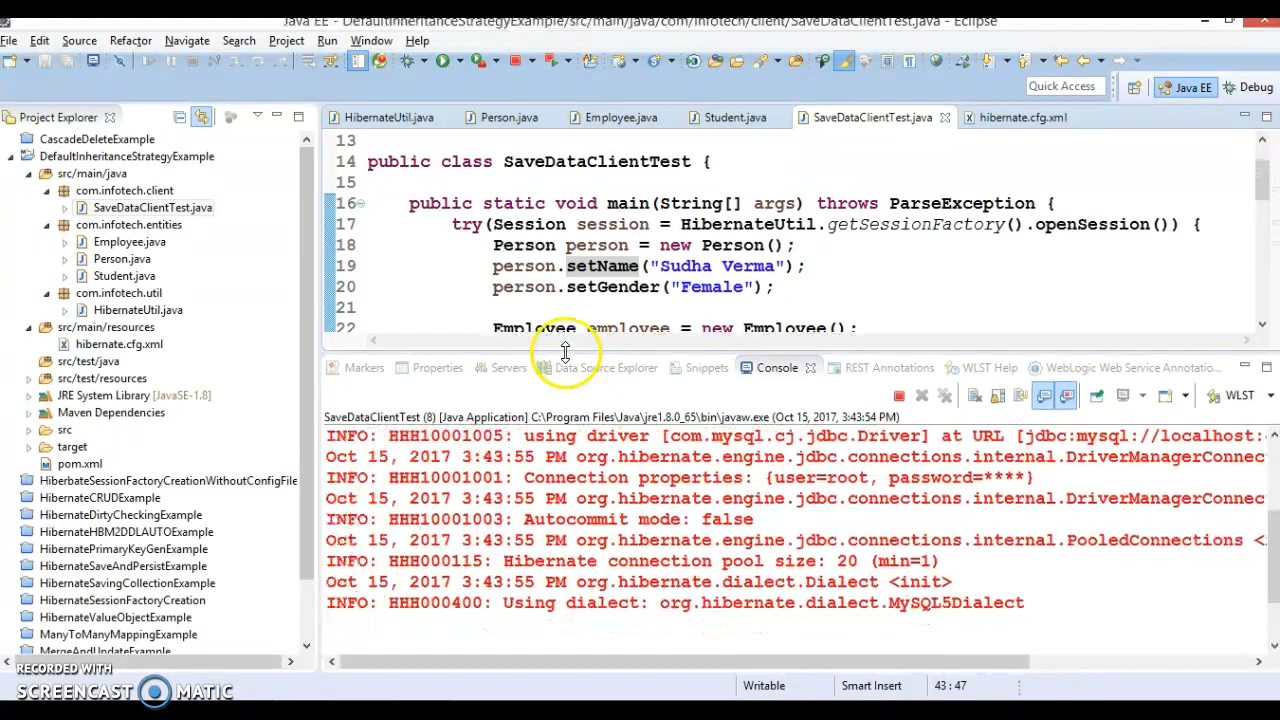 Java EE - DefaultInheritanceStrategyExample/src/main/java/com/infotech/client/SaveDataClientTest.java - Eclipse
File Edit Source Refactor Navigate Search Project Run Window Help
Quick Access Java EE Debug
Project Explorer
CascadeDeleteExample
DefaultInheritanceStrategyExample
src/main/java
com.infotech.client
SaveDataClientTest.java
com.infotech.entities
Employee.java
Person.java
Student.java
com.infotech.util
HibernateUtil.java
src/main/resources
hibernate.cfg.xml
src/test/java
src/test/resources
JRE System Library [JavaSE-1.8]
Maven Dependencies
src
target
pom.xml
HiberbateSessionFactoryCreationWithoutConfigFile
HibernateCRUDExample
HibernateDirtyCheckingExample
HibernateHBM2DDLAUTOExample
HibernatePrimaryKeyGenExample
HibernateSaveAndPersistExample
HibernateSavingCollectionExample
HibernateSessionFactoryCreation
HibernateValueObjectExample
ManyToManyMappingExample
MergeAndUpdateExample
HibernateUtil.java Person.java Employee.java Student.java SaveDataClientTest.java hibernate.cfg.xml
13
14 public class SaveDataClientTest {
15
16 public static void main(String[] args) throws ParseException {
17 try(Session session = HibernateUtil.getSessionFactory().openSession()) {
18 Person person = new Person();
19 person.setName("Sudha Verma");
20 person.setGender("Female");
21
22 Employee employee = new Employee();
Markers Properties Servers Data Source Explorer Snippets Console REST Annotations WLST Help WebLogic Web Service Annotatio...
WLST
SaveDataClientTest (8) [Java Application] C:\Program Files\Java\jre1.8.0_65\bin\javaw.exe (Oct 15, 2017, 3:43:54 PM)
INFO: HHH10001005: using driver [com.mysql.cj.jdbc.Driver] at URL [jdbc:mysql://localhost:
Oct 15, 2017 3:43:55 PM org.hibernate.engine.jdbc.connections.internal.DriverManagerConnec
INFO: HHH10001001: Connection properties: {user=root, password=****}
Oct 15, 2017 3:43:55 PM org.hibernate.engine.jdbc.connections.internal.DriverManagerConnec
INFO: HHH10001003: Autocommit mode: false
Oct 15, 2017 3:43:55 PM org.hibernate.engine.jdbc.connections.internal.PooledConnections <
INFO: HHH000115: Hibernate connection pool size: 20 (min=1)
Oct 15, 2017 3:43:55 PM org.hibernate.dialect.Dialect <init>
INFO: HHH000400: Using dialect: org.hibernate.dialect.MySQL5Dialect
Writable Smart Insert 43 : 47
RECORDED WITH
SCREENCAST MATIC